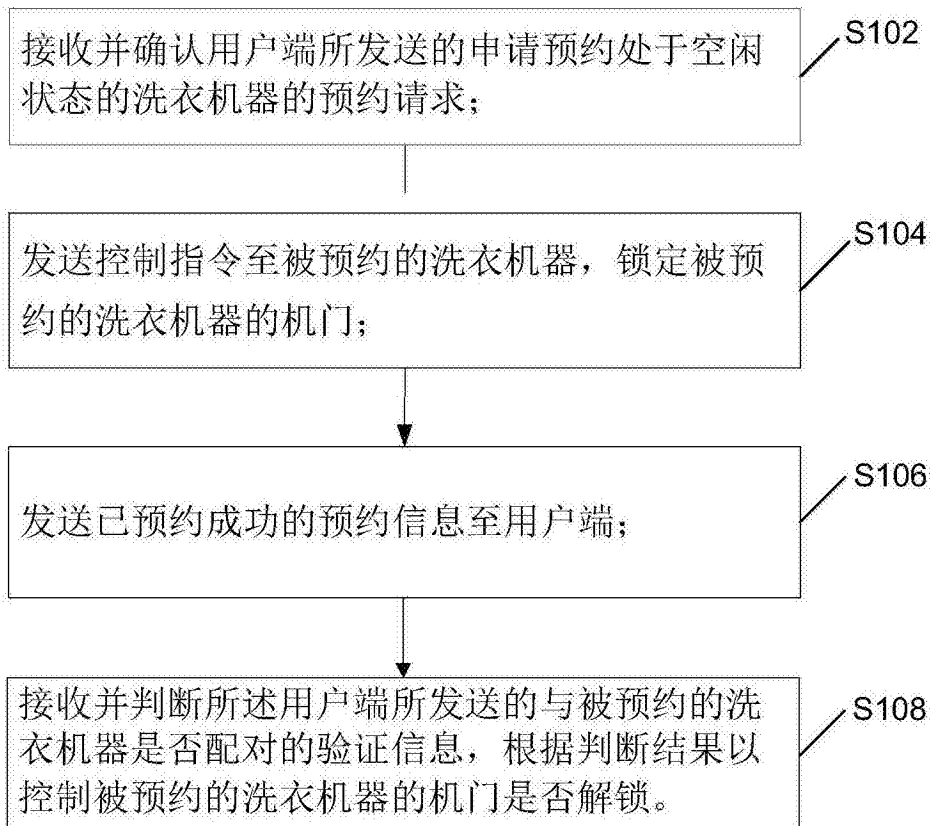 接收并确认用户端所发送的申请预约处于空闲
状态的洗衣机器的预约请求；
S102
发送控制指令至被预约的洗衣机器，锁定被预
约的洗衣机器的机门；
S104
发送已预约成功的预约信息至用户端；
S106
接收并判断所述用户端所发送的与被预约的洗
衣机器是否配对的验证信息，根据判断结果以
控制被预约的洗衣机器的机门是否解锁。
S108